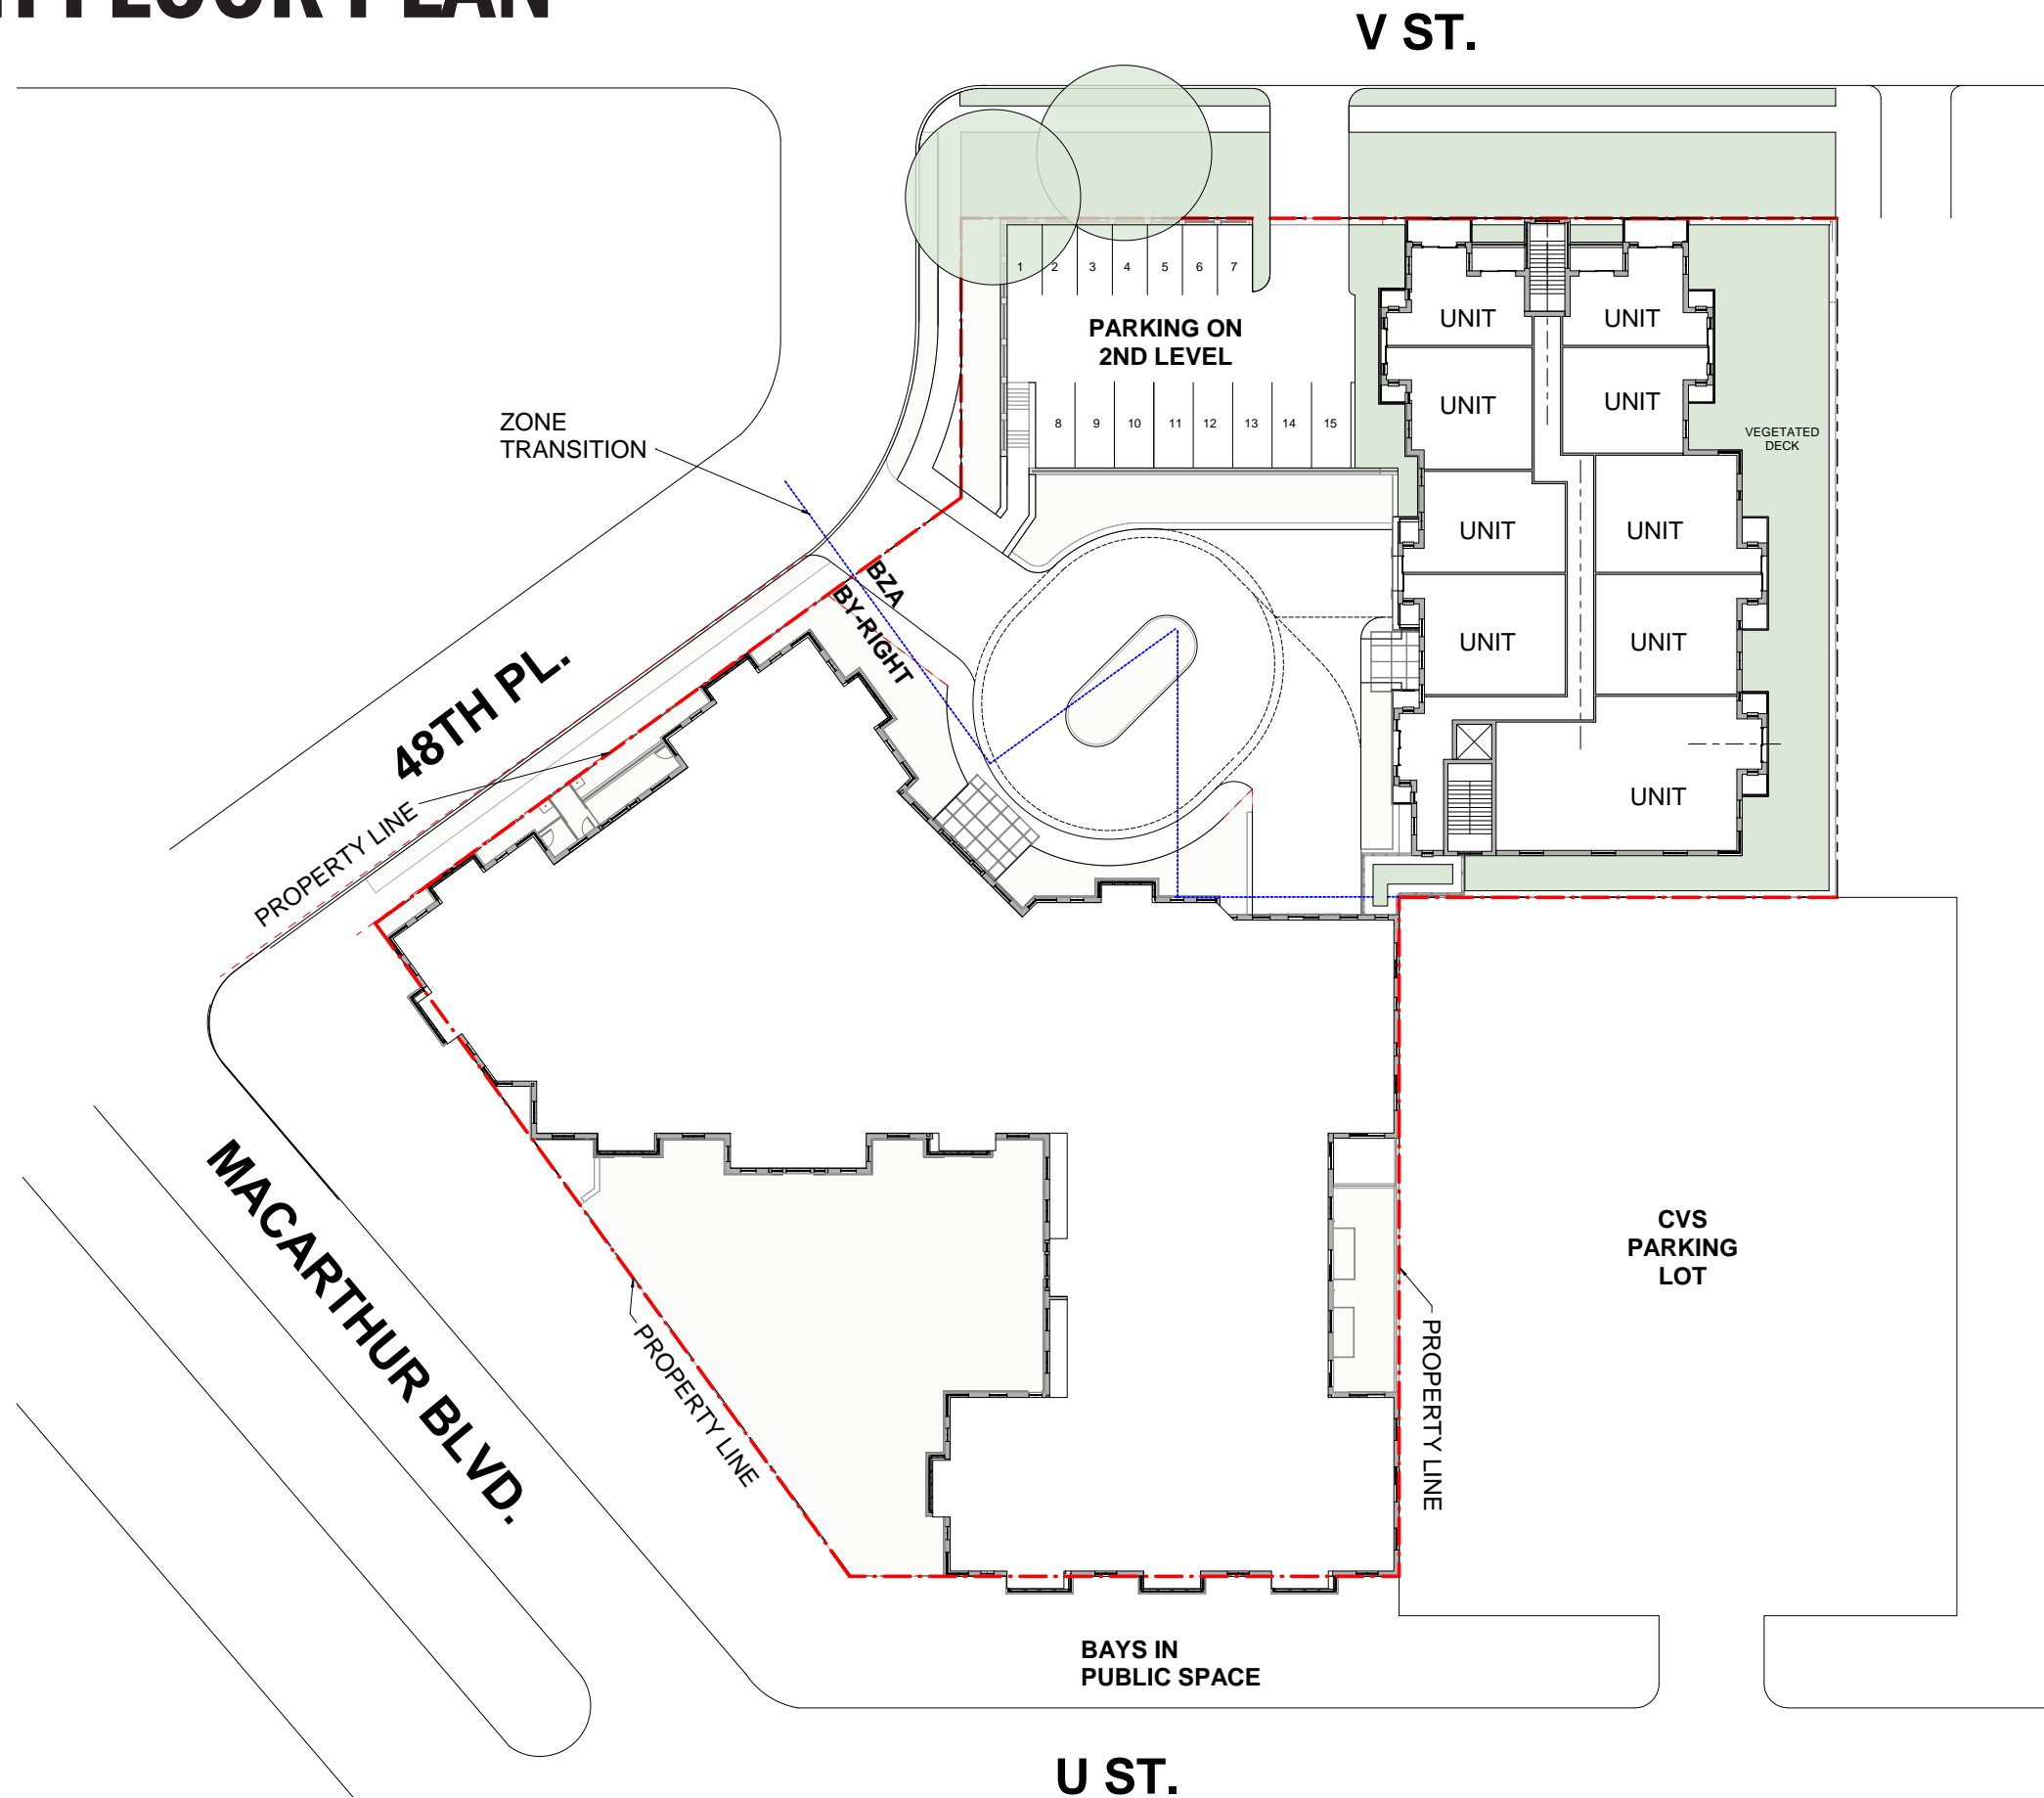 FLOOR PLAN
V ST.
1 2 3 4 5 6 7
PARKING ON
2ND LEVEL
8 9 10 11 12 13 14 15
UNIT
UNIT
UNIT
UNIT
VEGETATED
DECK
ZONE
TRANSITION
UNIT
UNIT
BZA
BY-RIGHT
UNIT
UNIT
48TH PL.
UNIT
PROPERTY LINE
MACARTHUR BLVD.
CVS
PARKING
LOT
PROPERTY LINE
PROPERTY LINE
BAYS IN
PUBLIC SPACE
U ST.